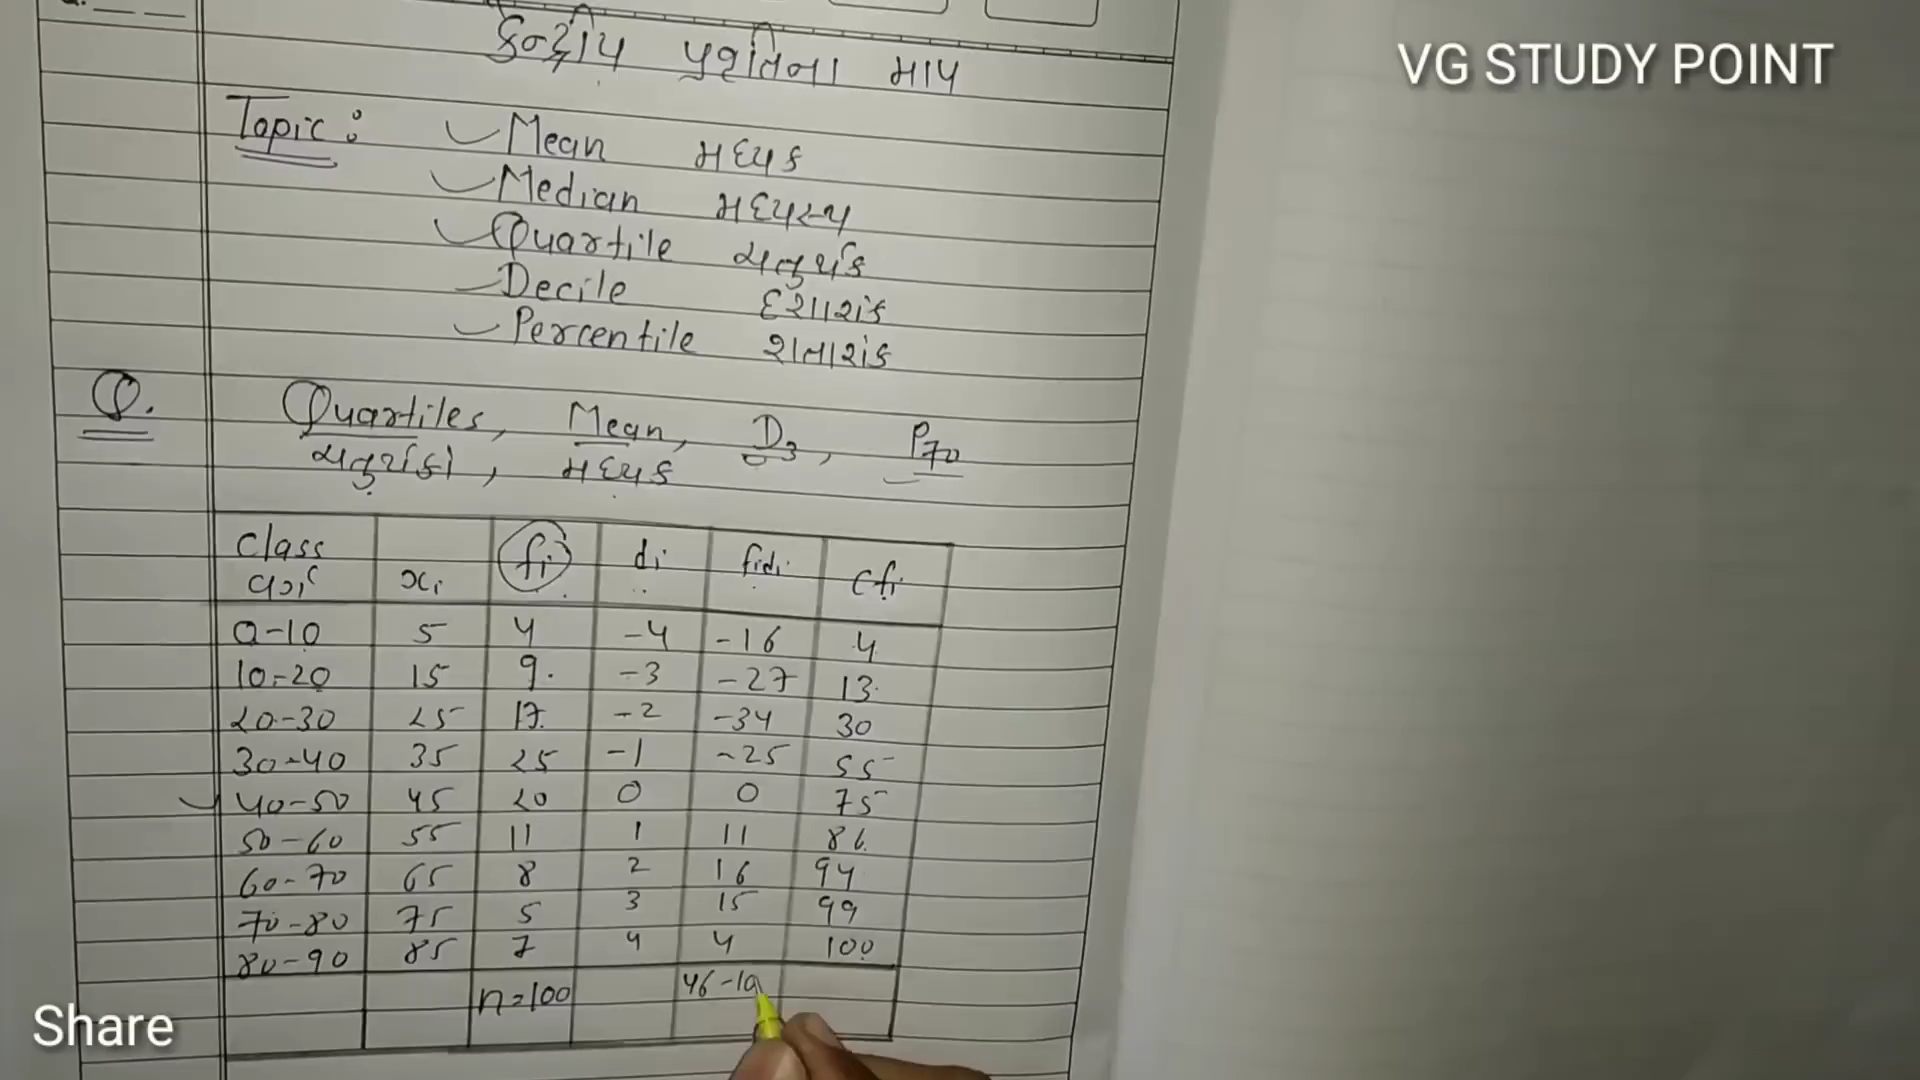 VG STUDY POINT
કેન્દ્રીય પ્રવૃત્તિના માપ
Topic : Mean મધ્યક
Median મધ્યસ્થ
Quartile ચતુર્થક
Decile દશાંશક
Percentile શતાંશક
Q. Quartiles, Mean, D3, P70
મધ્યક
Class xi fi di fidi cfi
વર્ગ
0-10 5 4 -4 -16 4
10-20 15 9 -3 -27 13
20-30 25 17 -2 -34 30
30-40 35 25 -1 -25 55
40-50 45 20 0 0 75
50-60 55 11 1 11 86
60-70 65 8 2 16 94
70-80 75 5 3 15 99
80-90 85 4 4 100
n=100 46-10
Share